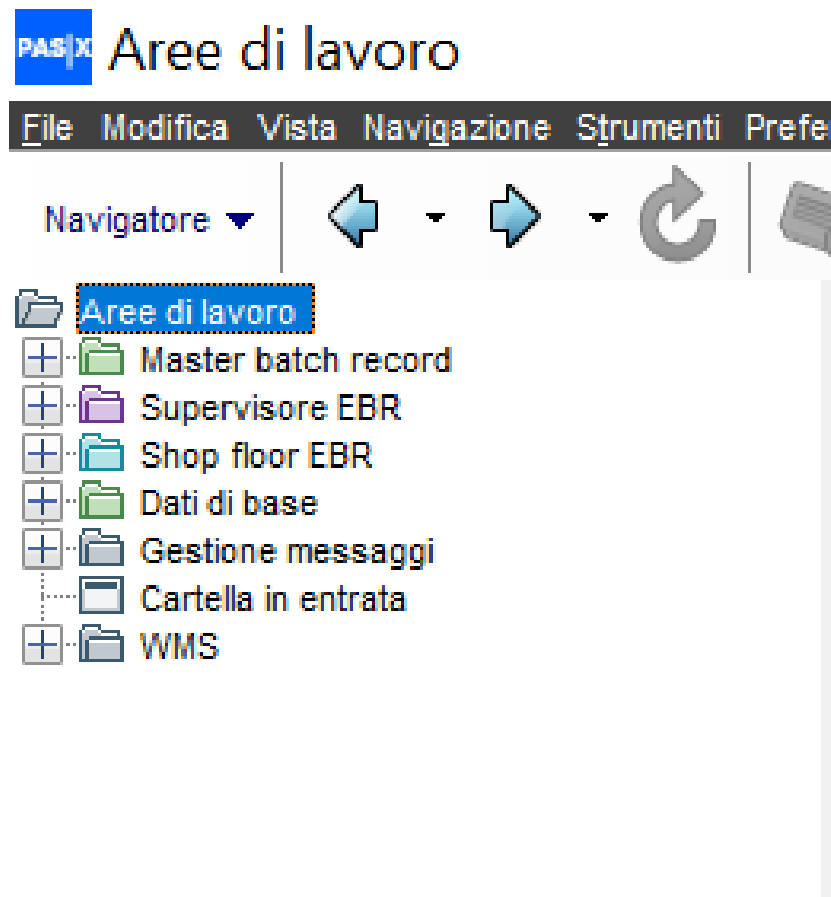 PAS|X Aree di lavoro
File Modifica Vista Navigazione Strumenti Prefe
Navigatore
Aree di lavoro
Master batch record
Supervisore EBR
Shop floor EBR
Dati di base
Gestione messaggi
Cartella in entrata
WMS